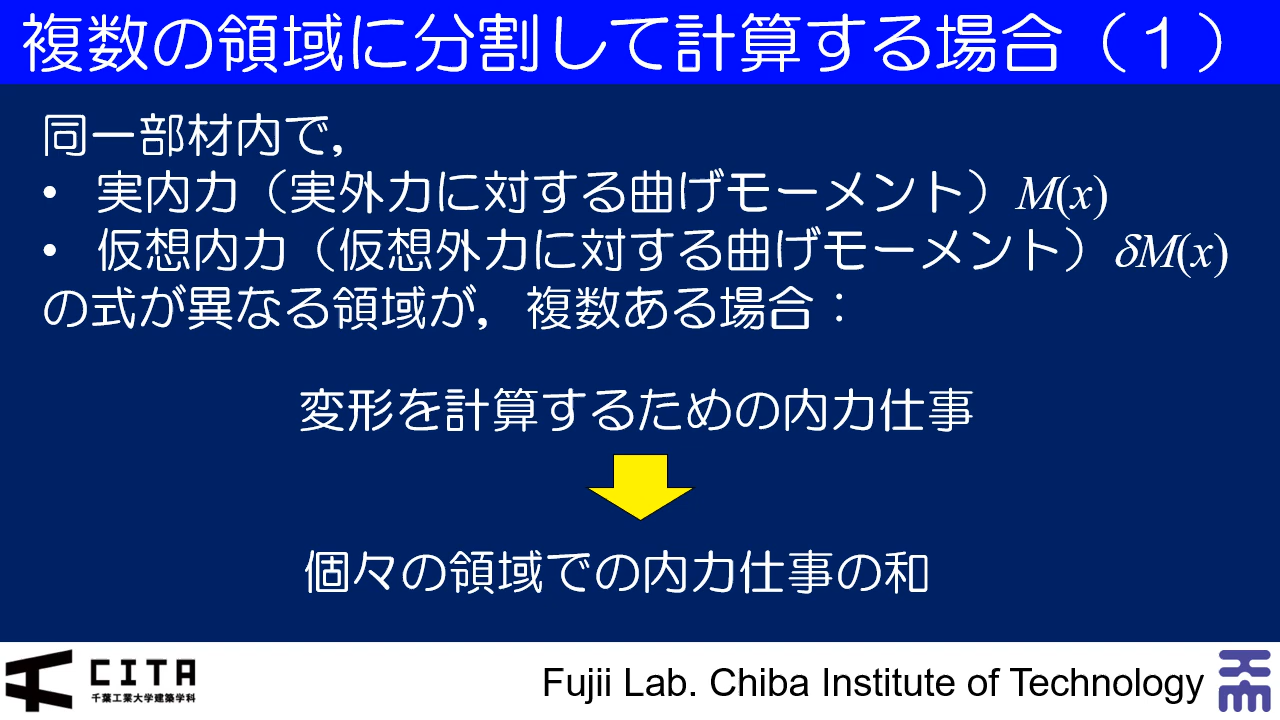 複数の領域に分割して計算する場合（１）
同一部材内で，
• 実内力（実外力に対する曲げモーメント）M(x)
• 仮想内力（仮想外力に対する曲げモーメント）δM(x)
の式が異なる領域が，複数ある場合：
変形を計算するための内力仕事
個々の領域での内力仕事の和
CITA
千葉工業大学建築学科
Fujii Lab. Chiba Institute of Technology